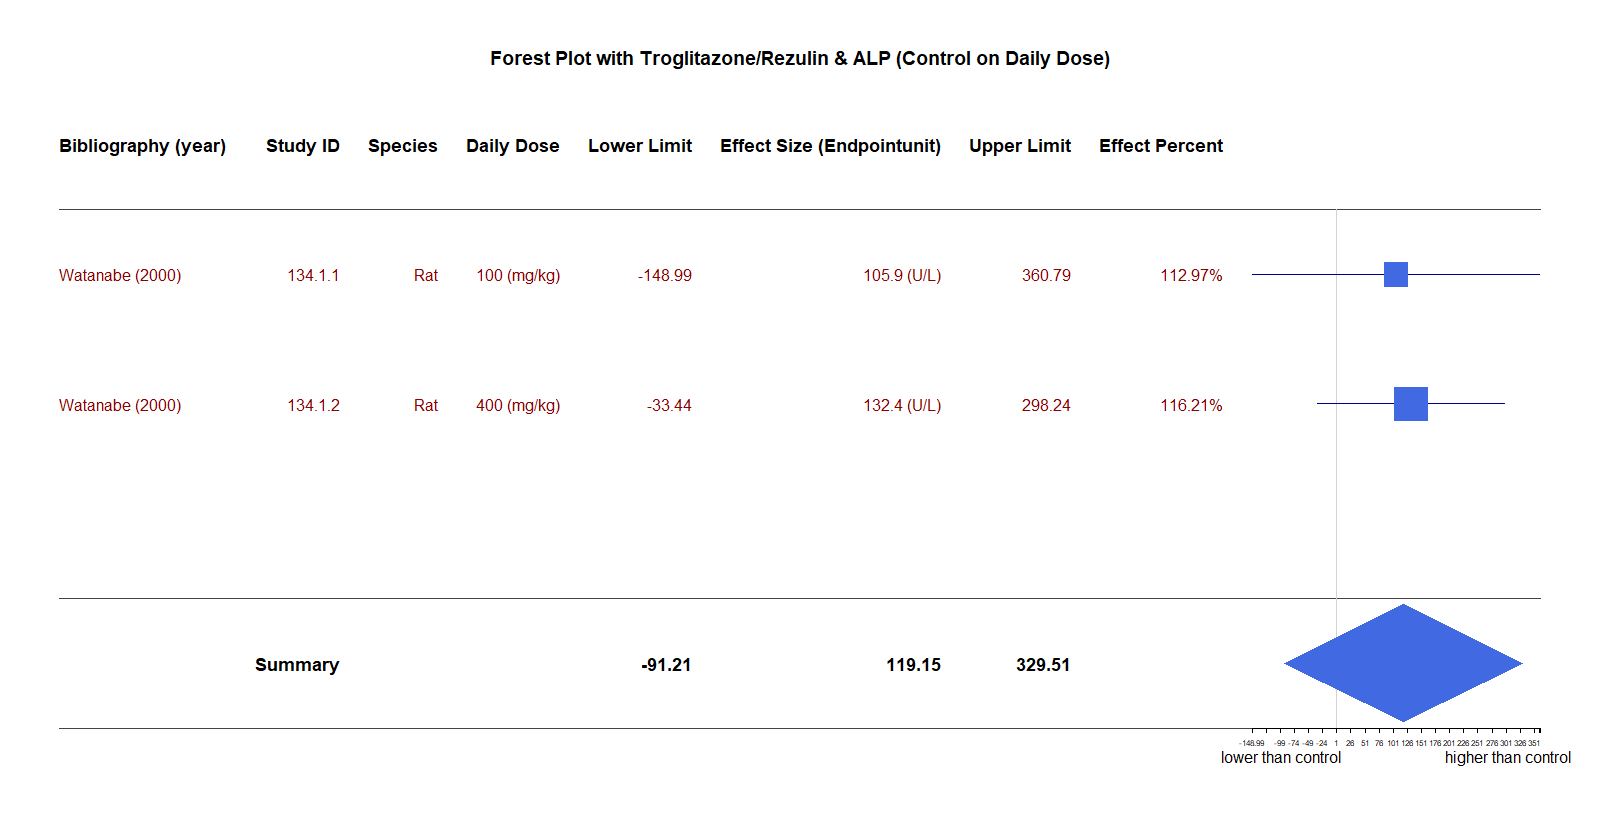 Forest Plot with Troglitazone/Rezulin & ALP (Control on Daily Dose)
Bibliography (year) Study ID Species Daily Dose Lower Limit Effect Size (Endpointunit) Upper Limit Effect Percent
Watanabe (2000) 134.1.1 Rat 100 (mg/kg) -148.99 105.9 (U/L) 360.79 112.97%
Watanabe (2000) 134.1.2 Rat 400 (mg/kg) -33.44 132.4 (U/L) 298.24 116.21%
Summary -91.21 119.15 329.51
-148.99 -99 -74 -49 -24 1 26 51 76 101 126 151 176 201 226 251 276 301 326 351
lower than control higher than control